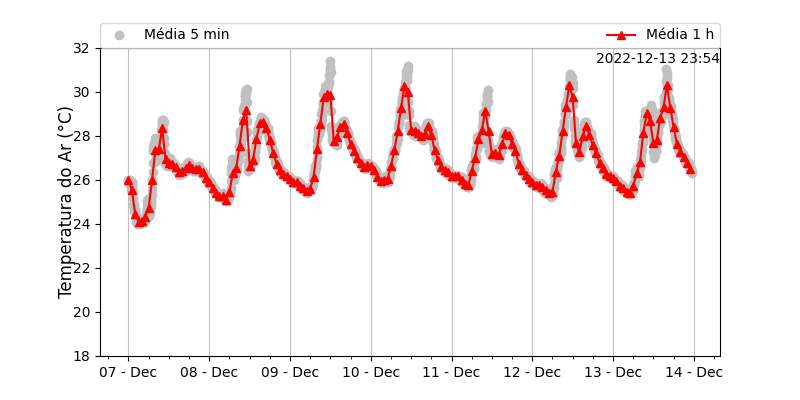 Média 5 min
Média 1 h
2022-12-13 23:54
Temperatura do Ar (°C)
32
30
28
26
24
22
20
18
07 - Dec
08 - Dec
09 - Dec
10 - Dec
11 - Dec
12 - Dec
13 - Dec
14 - Dec